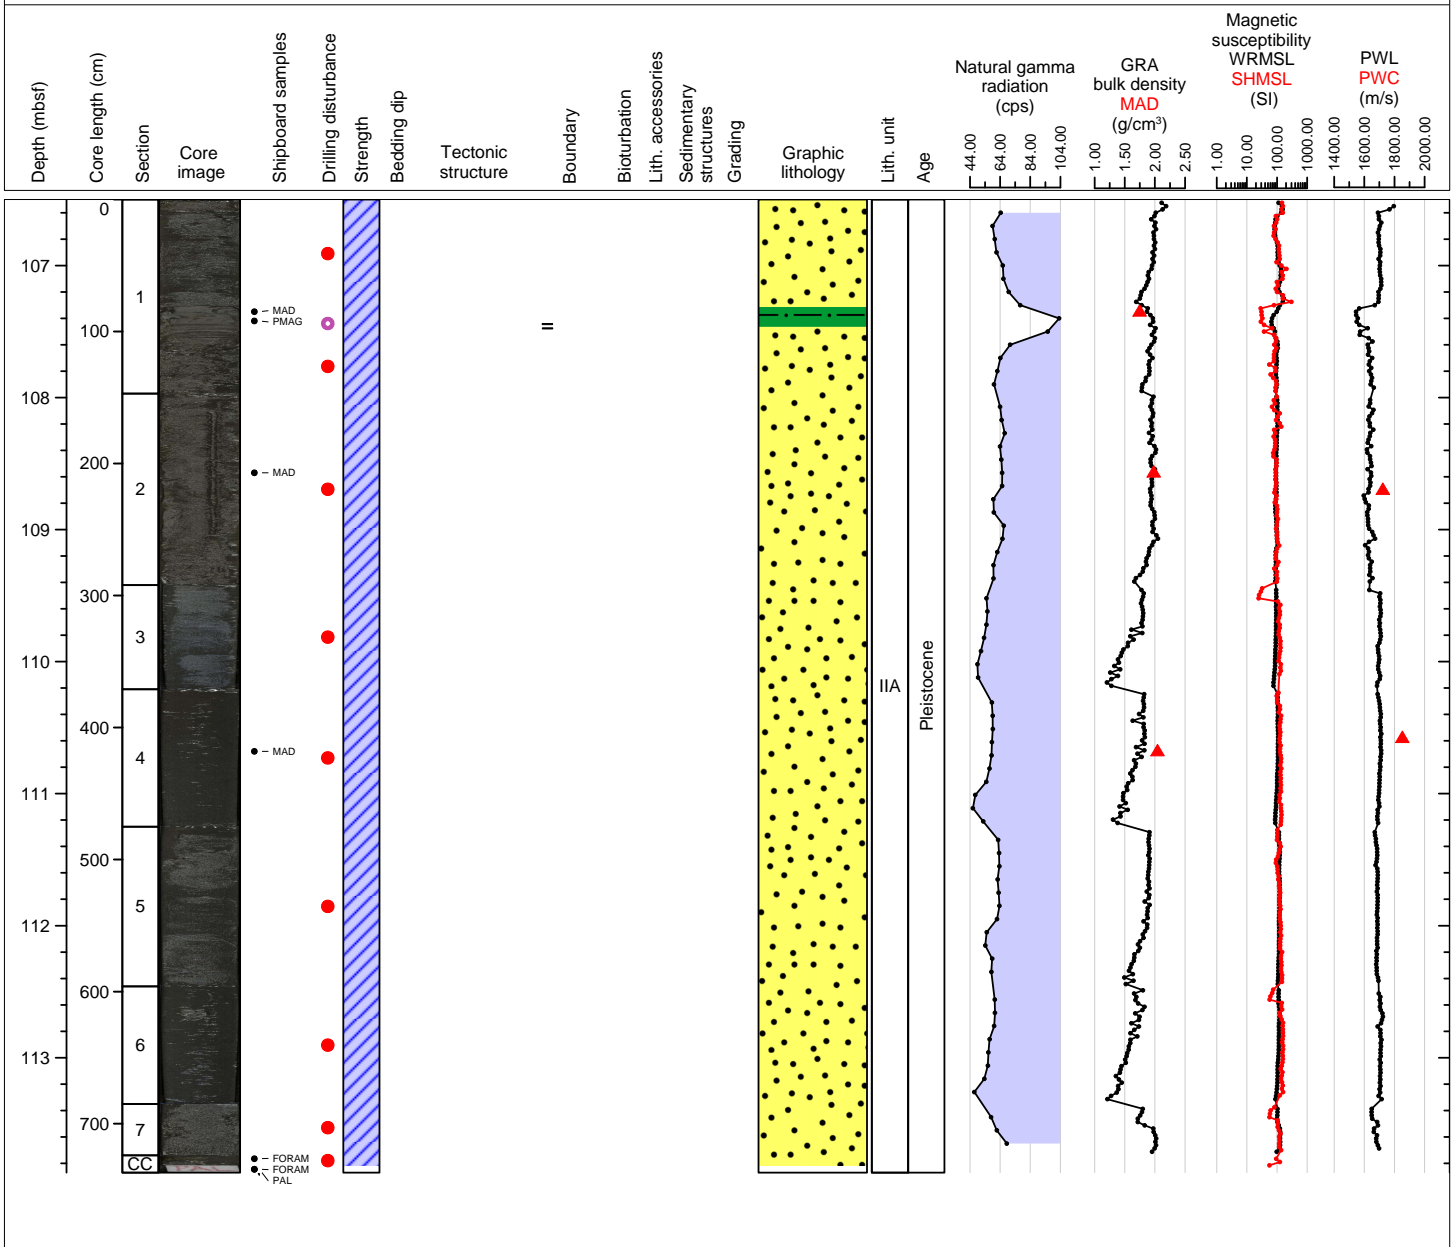 Depth (mbsf)
Core length (cm)
Section
Core
image
Shipboard samples
Drilling disturbance
Strength
Bedding dip
Tectonic
structure
Boundary
Bioturbation
Lith. accessories
Sedimentary
structures
Grading
Graphic
lithology
Lith. unit
Age
Natural gamma
radiation
(cps)
44.00
64.00
84.00
104.00
GRA
bulk density
MAD
(g/cm³)
1.00
1.50
2.00
2.50
Magnetic
susceptibility
WRMSL
SHMSL
(SI)
1.00
10.00
100.00
1000.00
PWL
PWC
(m/s)
1400.00
1600.00
1800.00
2000.00
107
108
109
110
111
112
113
0
100
200
300
400
500
600
700
1
2
3
4
5
6
7
CC
MAD
PMAG
MAD
MAD
FORAM
FORAM
PAL
IIA
Pleistocene